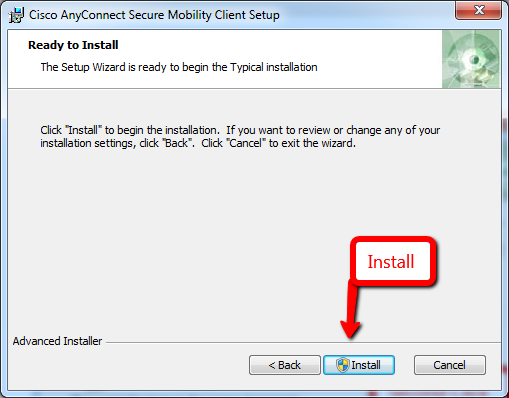 Cisco AnyConnect Secure Mobility Client Setup
Ready to Install
The Setup Wizard is ready to begin the Typical installation
Click "Install" to begin the installation. If you want to review or change any of your
installation settings, click "Back". Click "Cancel" to exit the wizard.
Install
Advanced Installer
< Back
Install
Cancel